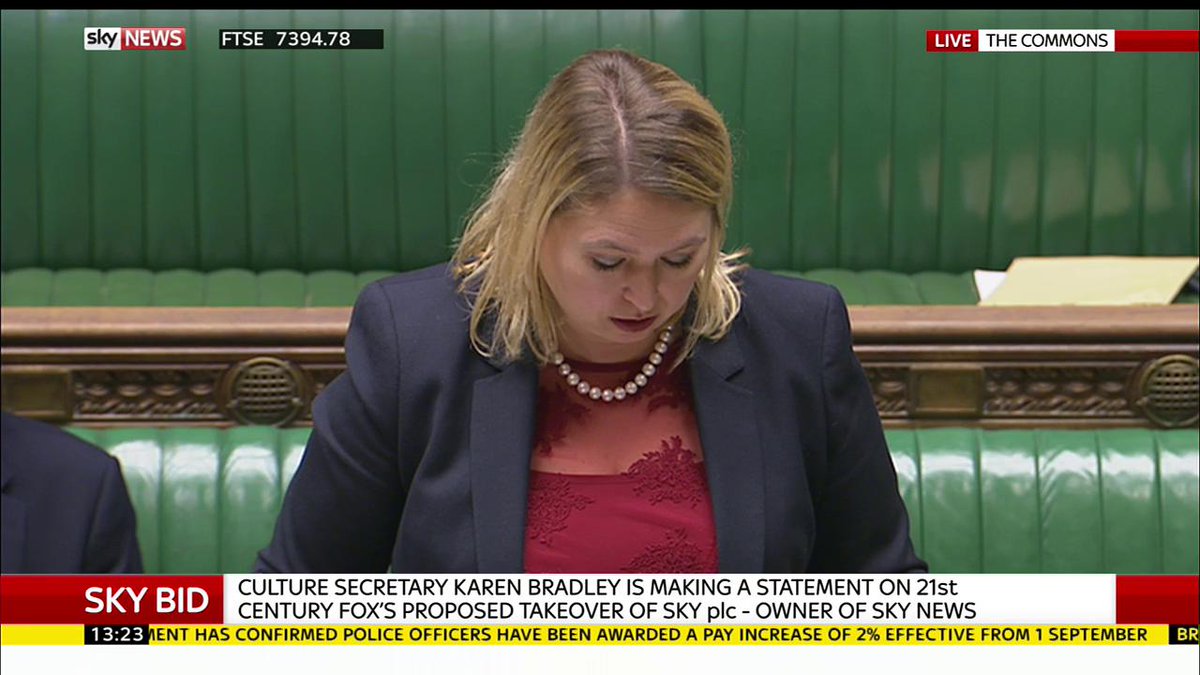 sky NEWS
FTSE 7394.78
LIVE THE COMMONS
SKY BID
CULTURE SECRETARY KAREN BRADLEY IS MAKING A STATEMENT ON 21st
CENTURY FOX'S PROPOSED TAKEOVER OF SKY plc - OWNER OF SKY NEWS
13:23
MENT HAS CONFIRMED POLICE OFFICERS HAVE BEEN AWARDED A PAY INCREASE OF 2% EFFECTIVE FROM 1 SEPTEMBER
BR